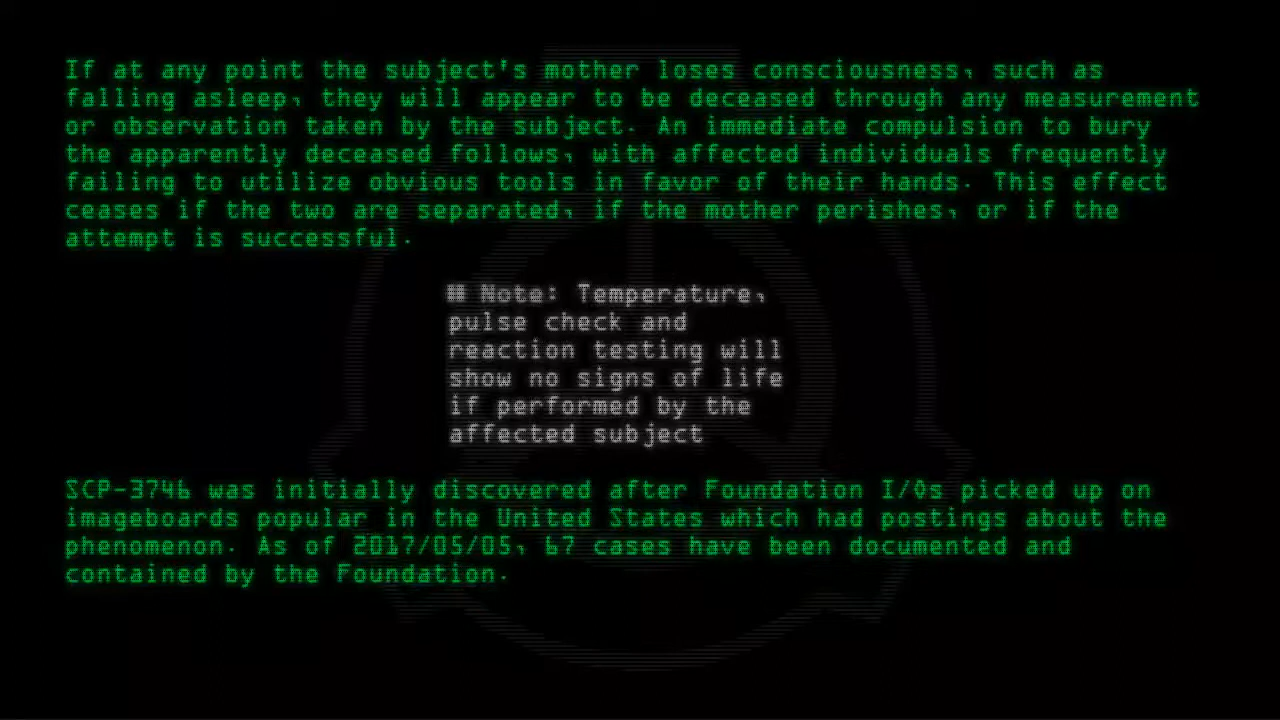 If at any point the subject's mother loses consciousness, such as
falling asleep, they will appear to be deceased through any measurement
or observation taken by the subject. An immediate compulsion to bury
the apparently deceased follows, with affected individuals frequently
failing to utilize obvious tools in favor of their hands. This effect
ceases if the two are separated, if the mother perishes, or if the
attempt is successful.
Note: Temperature,
pulse check and
reaction testing will
show no signs of life
if performed by the
affected subject
SCP-3746 was initially discovered after Foundation I/Os picked up on
imageboards popular in the United States which had postings about the
phenomenon. As of 2017/05/05, 67 cases have been documented and
contained by the Foundation.